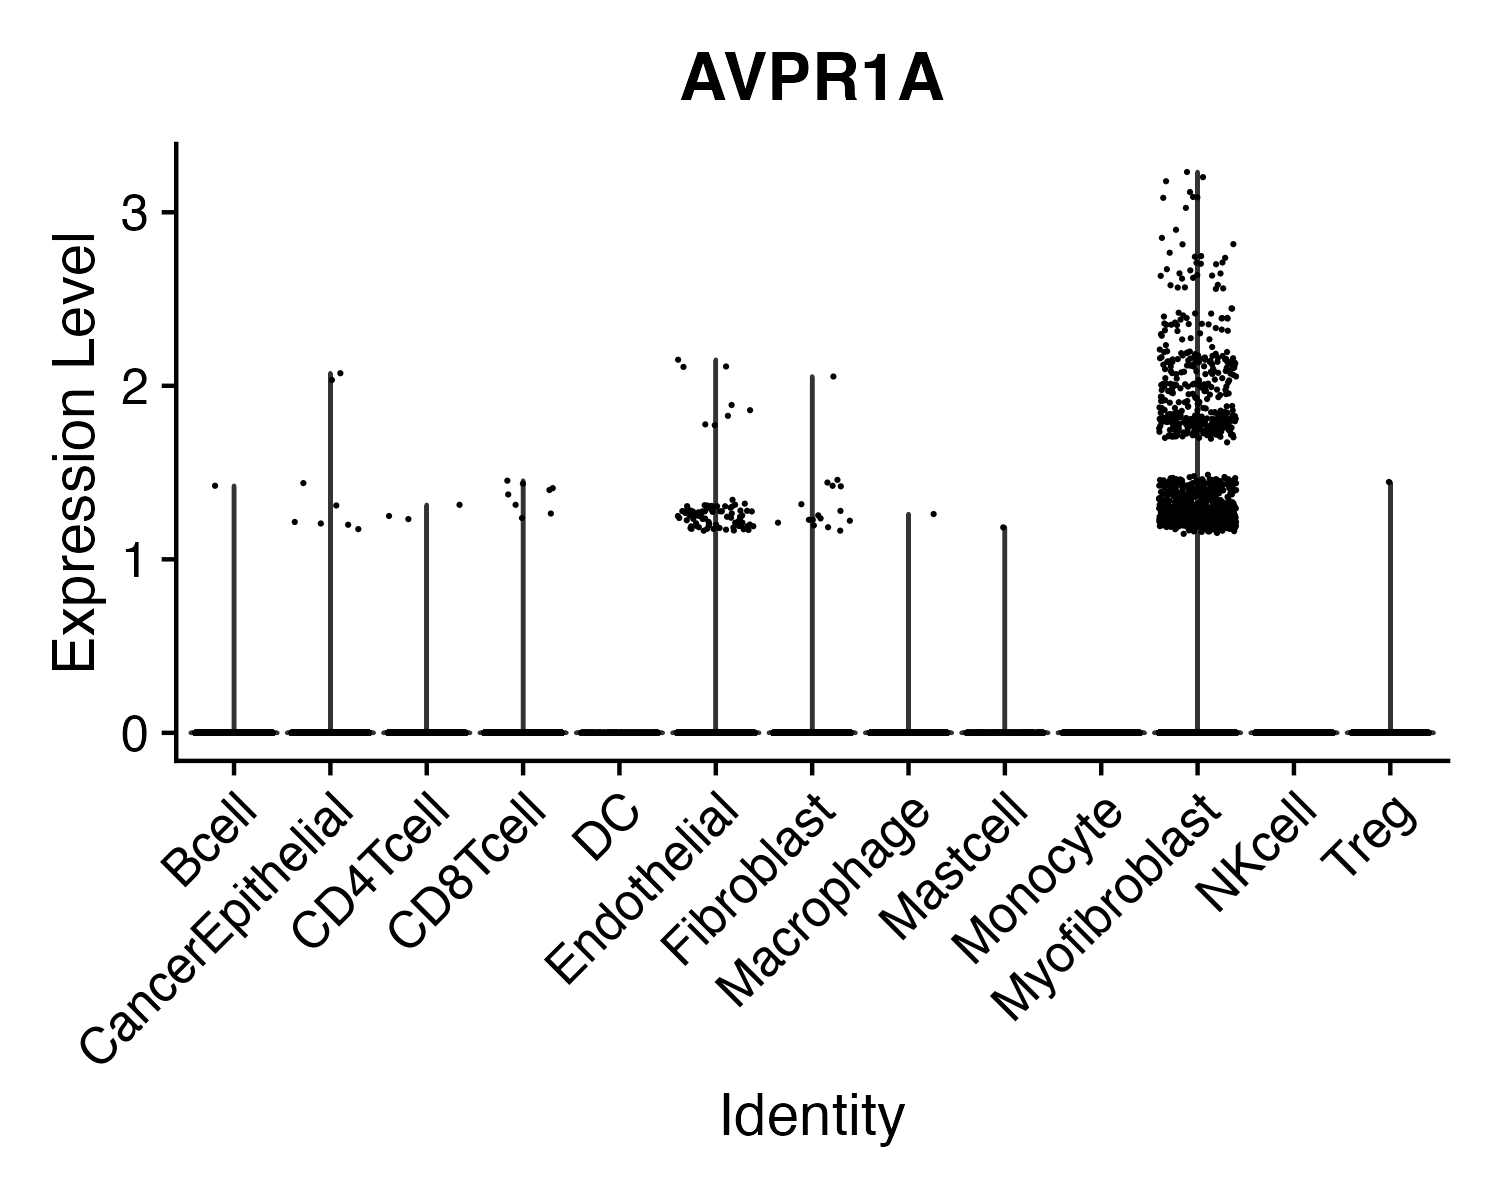 AVPR1A
Expression Level
3
2
1
0
Bcell
CancerEpithelial
CD4Tcell
CD8Tcell
DC
Endothelial
Fibroblast
Macrophage
Mastcell
Monocyte
Myofibroblast
NKcell
Treg
Identity